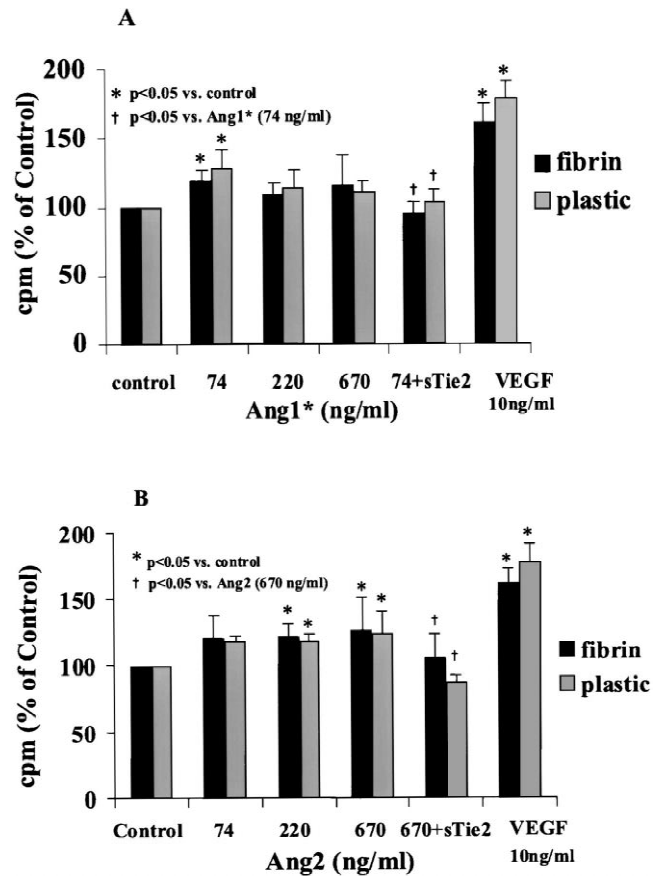 A
cpm (% of Control)
200
150
100
50
0
* p<0.05 vs. control
† p<0.05 vs. Ang1* (74 ng/ml)
* * † † * *
fibrin
plastic
control 74 220 670 74+sTie2 VEGF
Ang1* (ng/ml) 10ng/ml
B
cpm (% of Control)
200
150
100
50
0
* p<0.05 vs. control
† p<0.05 vs. Ang2 (670 ng/ml)
* * * * † † * *
fibrin
plastic
Control 74 220 670 670+sTie2 VEGF
Ang2 (ng/ml) 10ng/ml